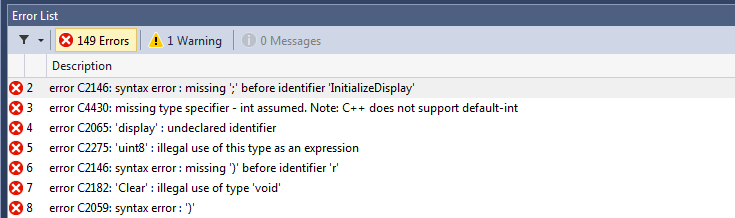 Error List
149 Errors 1 Warning 0 Messages
Description
2 error C2146: syntax error : missing ';' before identifier 'InitializeDisplay'
3 error C4430: missing type specifier - int assumed. Note: C++ does not support default-int
4 error C2065: 'display' : undeclared identifier
5 error C2275: 'uint8' : illegal use of this type as an expression
6 error C2146: syntax error : missing ')' before identifier 'r'
7 error C2182: 'Clear' : illegal use of type 'void'
8 error C2059: syntax error : ')'